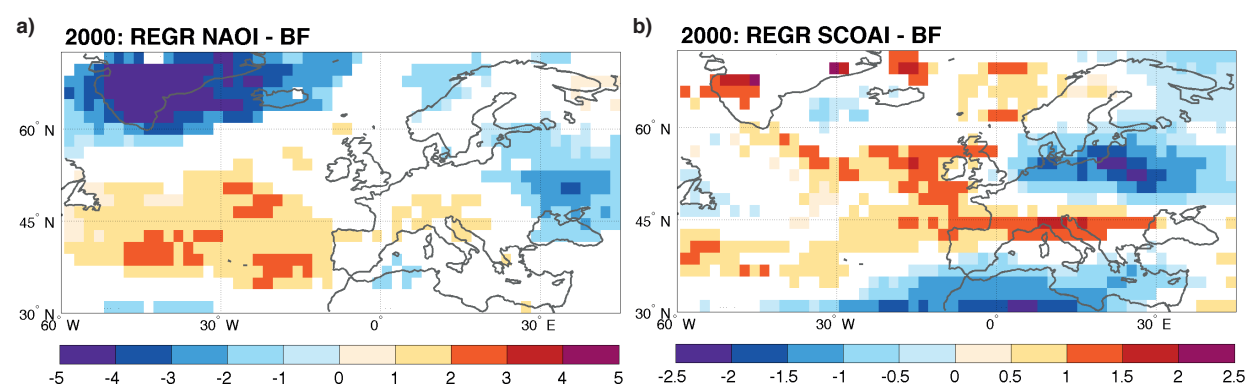 a)
2000: REGR NAOI - BF
60° N
45° N
30° N
60° W
30° W
0
30° E
-5 -4 -3 -2 -1 0 1 2 3 4 5
b)
2000: REGR SCOAI - BF
60° N
45° N
30° N
60° W
30° W
0
30° E
-2.5 -2 -1.5 -1 -0.5 0 0.5 1 1.5 2 2.5